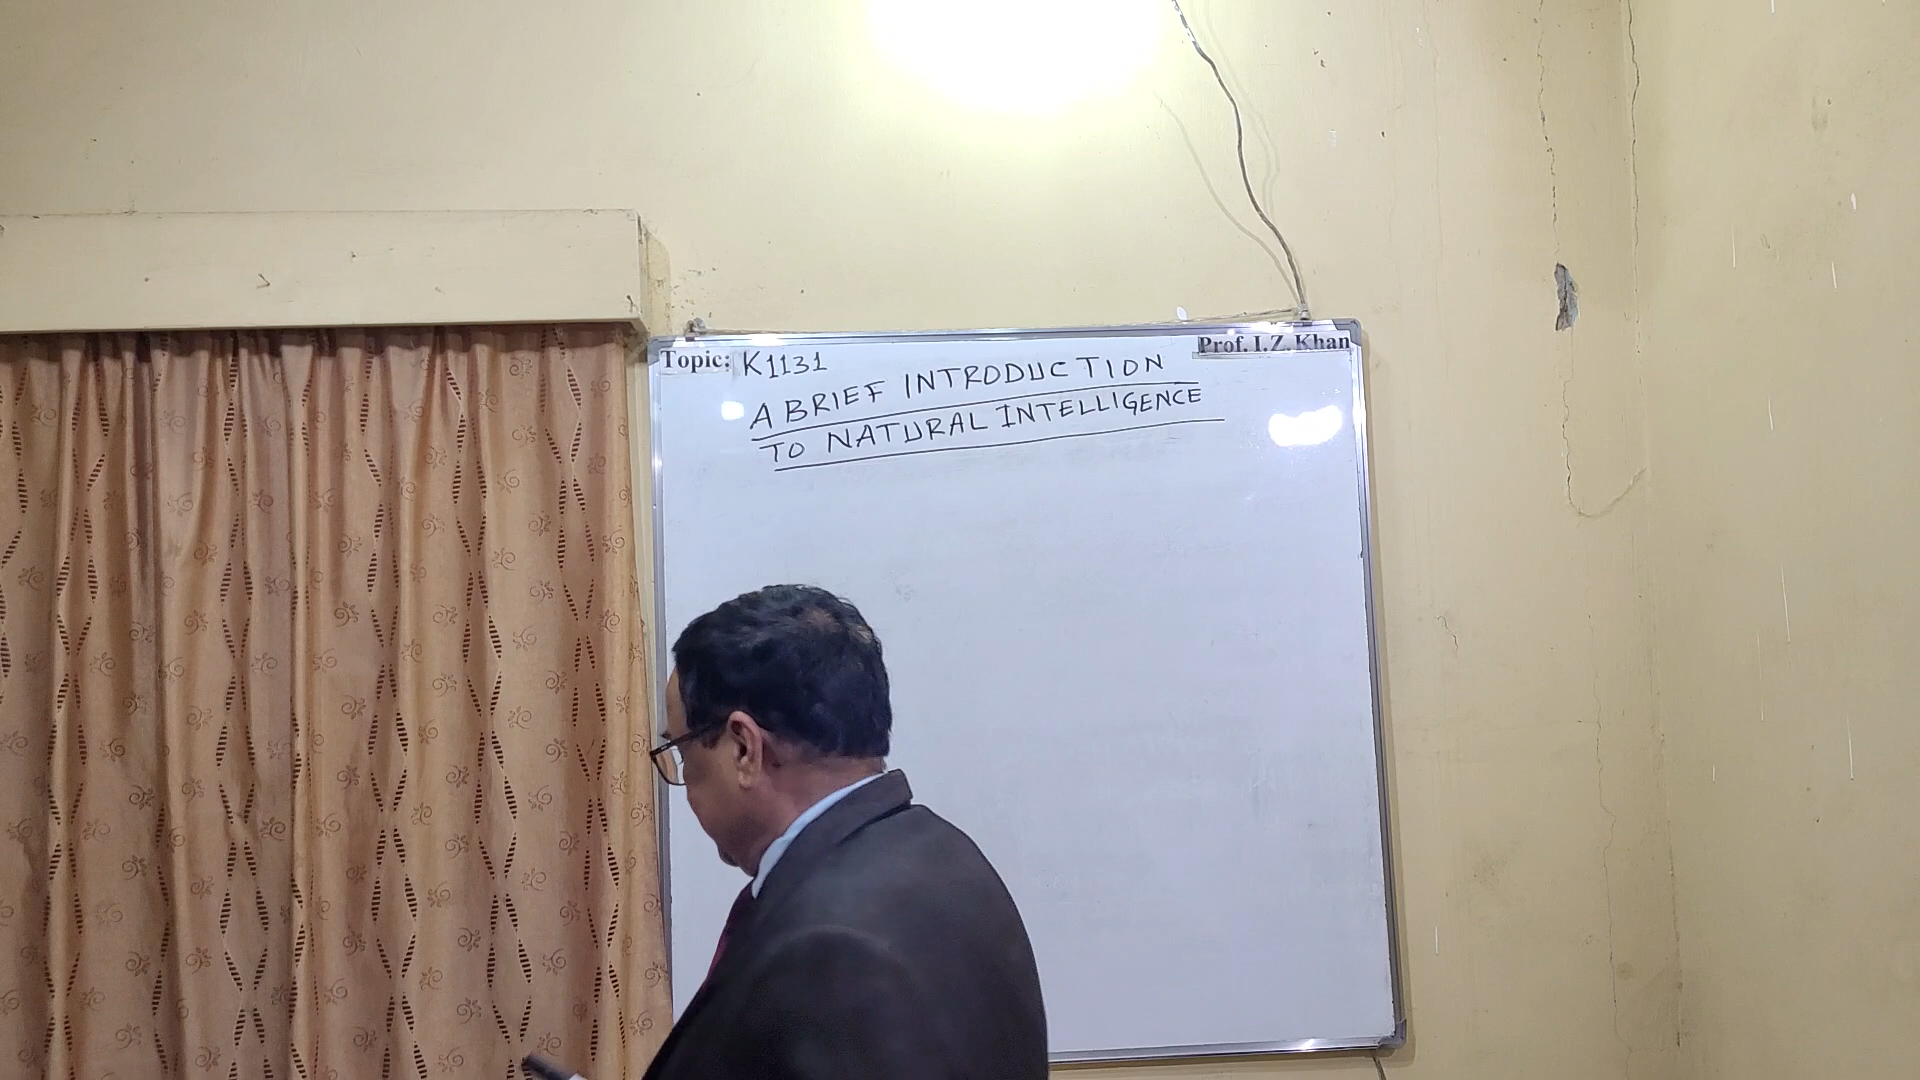 Topic: K1131
Prof. I.Z. Khan
A BRIEF INTRODUCTION
TO NATURAL INTELLIGENCE